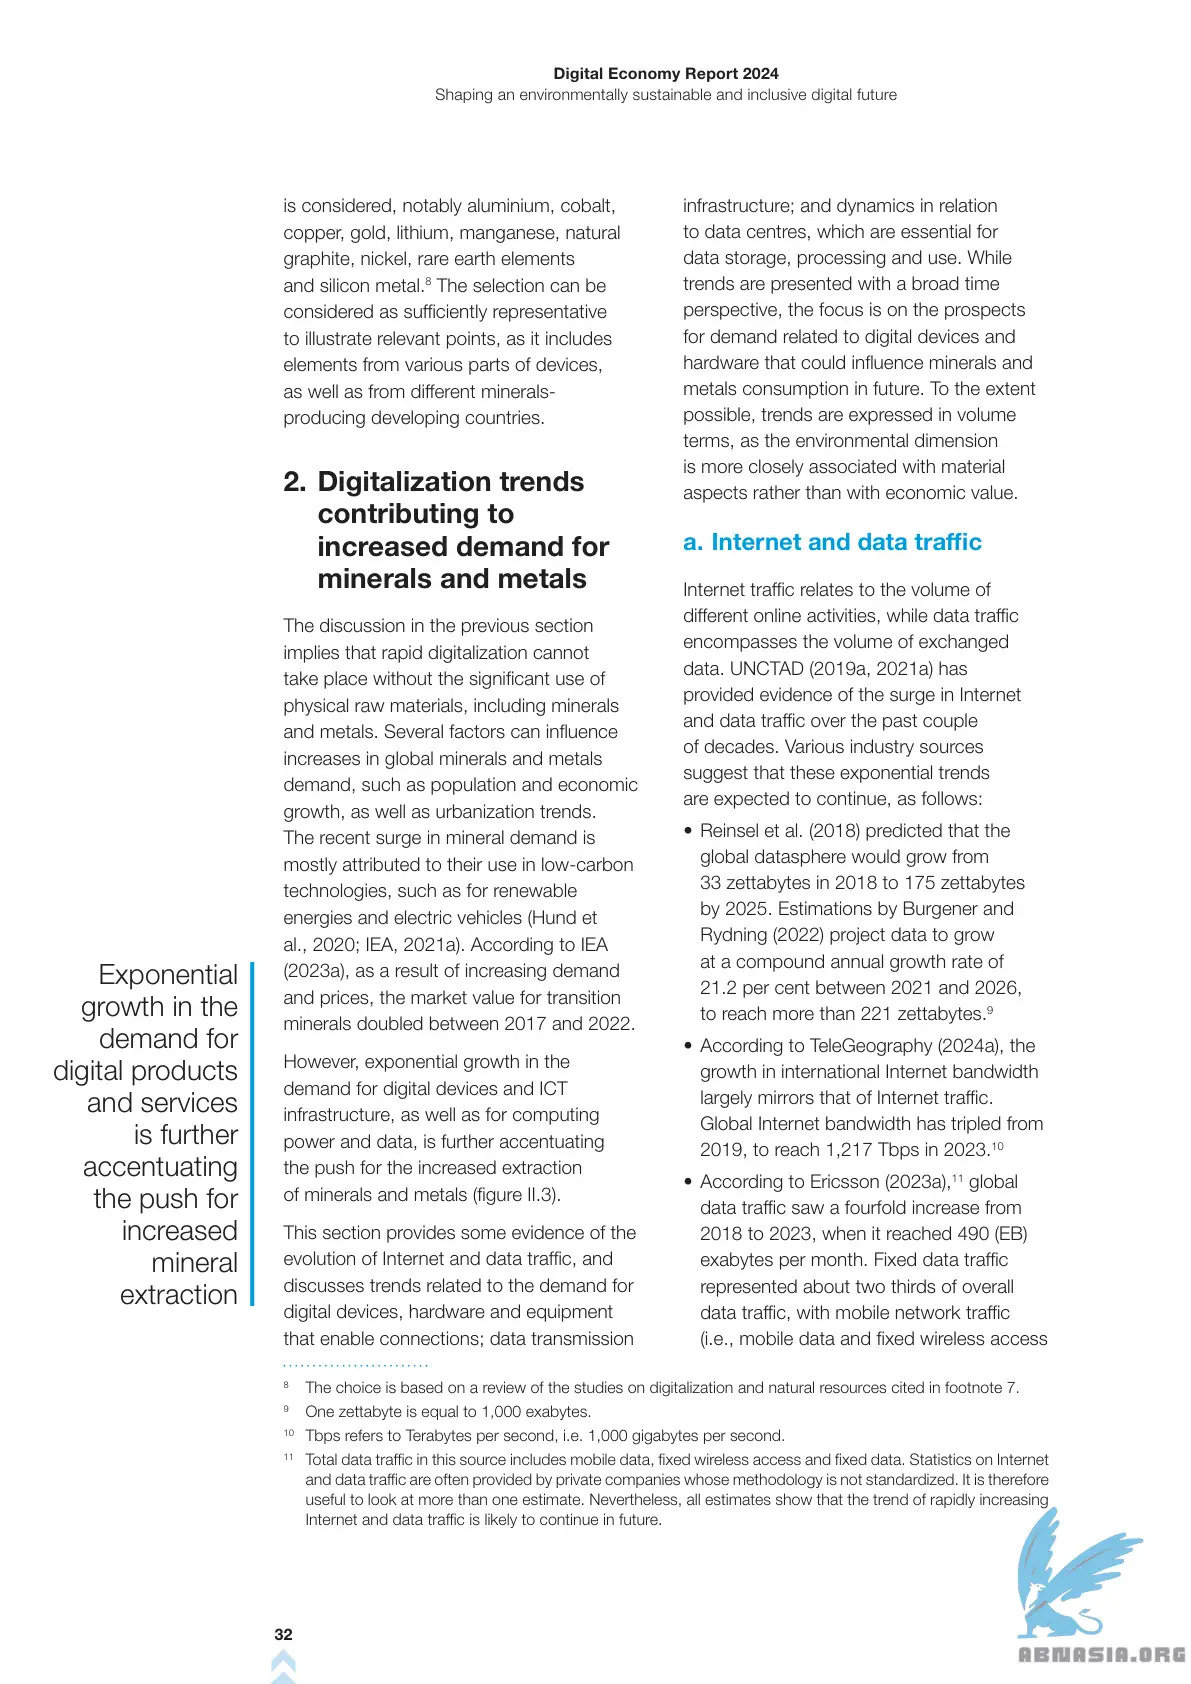 Digital Economy Report 2024
Shaping an environmentally sustainable and inclusive digital future
is considered, notably aluminium, cobalt,
copper, gold, lithium, manganese, natural
graphite, nickel, rare earth elements
and silicon metal.⁸ The selection can be
considered as sufficiently representative
to illustrate relevant points, as it includes
elements from various parts of devices,
as well as from different minerals-
producing developing countries.
2. Digitalization trends
contributing to
increased demand for
minerals and metals
The discussion in the previous section
implies that rapid digitalization cannot
take place without the significant use of
physical raw materials, including minerals
and metals. Several factors can influence
increases in global minerals and metals
demand, such as population and economic
growth, as well as urbanization trends.
The recent surge in mineral demand is
mostly attributed to their use in low-carbon
technologies, such as for renewable
energies and electric vehicles (Hund et
al., 2020; IEA, 2021a). According to IEA
(2023a), as a result of increasing demand
and prices, the market value for transition
minerals doubled between 2017 and 2022.
However, exponential growth in the
demand for digital devices and ICT
infrastructure, as well as for computing
power and data, is further accentuating
the push for the increased extraction
of minerals and metals (figure II.3).
This section provides some evidence of the
evolution of Internet and data traffic, and
discusses trends related to the demand for
digital devices, hardware and equipment
that enable connections; data transmission
Exponential
growth in the
demand for
digital products
and services
is further
accentuating
the push for
increased
mineral
extraction
infrastructure; and dynamics in relation
to data centres, which are essential for
data storage, processing and use. While
trends are presented with a broad time
perspective, the focus is on the prospects
for demand related to digital devices and
hardware that could influence minerals and
metals consumption in future. To the extent
possible, trends are expressed in volume
terms, as the environmental dimension
is more closely associated with material
aspects rather than with economic value.
a. Internet and data traffic
Internet traffic relates to the volume of
different online activities, while data traffic
encompasses the volume of exchanged
data. UNCTAD (2019a, 2021a) has
provided evidence of the surge in Internet
and data traffic over the past couple
of decades. Various industry sources
suggest that these exponential trends
are expected to continue, as follows:
• Reinsel et al. (2018) predicted that the
global datasphere would grow from
33 zettabytes in 2018 to 175 zettabytes
by 2025. Estimations by Burgener and
Rydning (2022) project data to grow
at a compound annual growth rate of
21.2 per cent between 2021 and 2026,
to reach more than 221 zettabytes.⁹
• According to TeleGeography (2024a), the
growth in international Internet bandwidth
largely mirrors that of Internet traffic.
Global Internet bandwidth has tripled from
2019, to reach 1,217 Tbps in 2023.¹⁰
• According to Ericsson (2023a),¹¹ global
data traffic saw a fourfold increase from
2018 to 2023, when it reached 490 (EB)
exabytes per month. Fixed data traffic
represented about two thirds of overall
data traffic, with mobile network traffic
(i.e., mobile data and fixed wireless access
⁸ The choice is based on a review of the studies on digitalization and natural resources cited in footnote 7.
⁹ One zettabyte is equal to 1,000 exabytes.
¹⁰ Tbps refers to Terabytes per second, i.e. 1,000 gigabytes per second.
¹¹ Total data traffic in this source includes mobile data, fixed wireless access and fixed data. Statistics on Internet
and data traffic are often provided by private companies whose methodology is not standardized. It is therefore
useful to look at more than one estimate. Nevertheless, all estimates show that the trend of rapidly increasing
Internet and data traffic is likely to continue in future.
32
ABNASIA.ORG